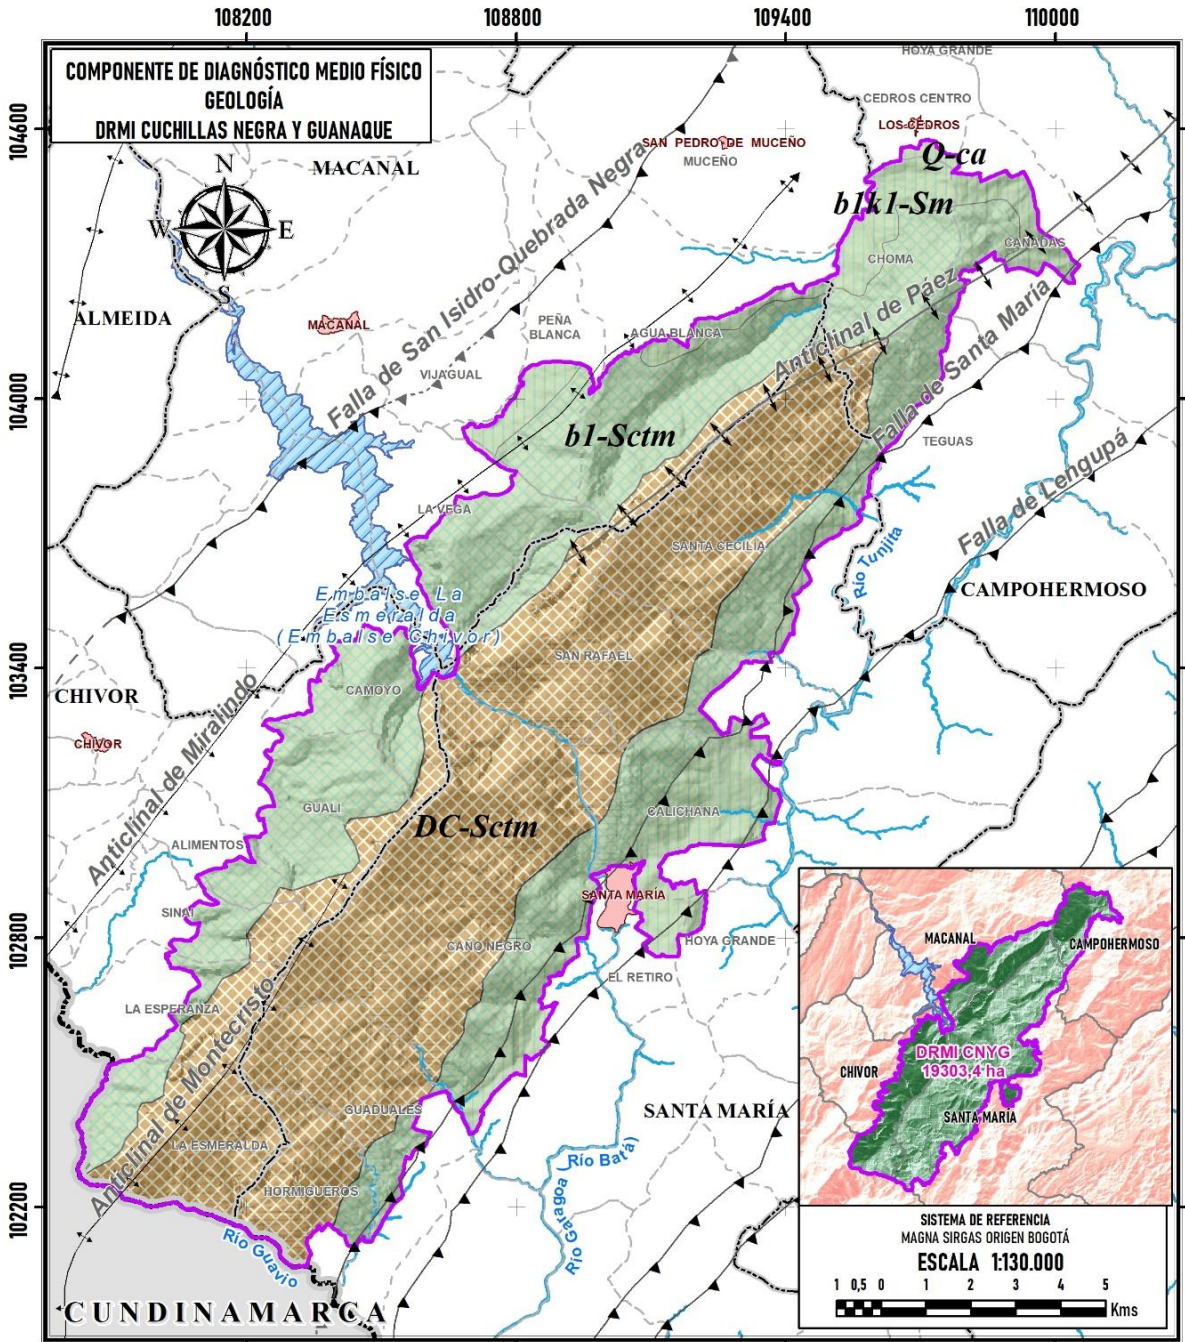 108200
108800
109400
110000
COMPONENTE DE DIAGNÓSTICO MEDIO FÍSICO
GEOLOGÍA
DRMI CUCHILLAS NEGRA Y GUANAQUE
HOYA GRANDE
CEDROS CENTRO
LOS CEDROS
104600
SAN PEDRO DE MUCEÑO
MUCEÑO
MACANAL
Q-ca
b1k1-Sm
N
W
E
S
CAÑADAS
CHOMA
Falla de San Isidro-Quebrada Negra
ALMEIDA
MACANAL
PEÑA
BLANCA
AGUA BLANCA
Anticlinal de Páez
VIJAGUAL
Falla de Santa María
104000
b1-Sctm
TEGUAS
Falla de Lengupá
LA VEGA
SANTA CECILIA
Río Tunjita
CAMPOHERMOSO
Embalse La
Esmeralda
(Embalse Chivor)
SAN RAFAEL
103400
CAMOYO
CHIVOR
CHIVOR
Anticlinal de Miralindo
GUALI
CALICHANA
DC-Sctm
ALIMENTOS
SANTA MARÍA
SINAI
102800
CAÑO NEGRO
HOYA GRANDE
EL RETIRO
LA ESPERANZA
Anticlinal de Montecristo
GUADUALES
SANTA MARÍA
LA ESMERALDA
Río Batá)
HORMIGUEROS
102200
Río Garagoa
Río Guavio
CUNDINAMARCA
MACANAL
CAMPOHERMOSO
DRMI CNYG
19303,4 ha
CHIVOR
SANTA MARÍA
SISTEMA DE REFERENCIA
MAGNA SIRGAS ORIGEN BOGOTÁ
ESCALA 1:130.000
1 0,5 0 1 2 3 4 5
Kms